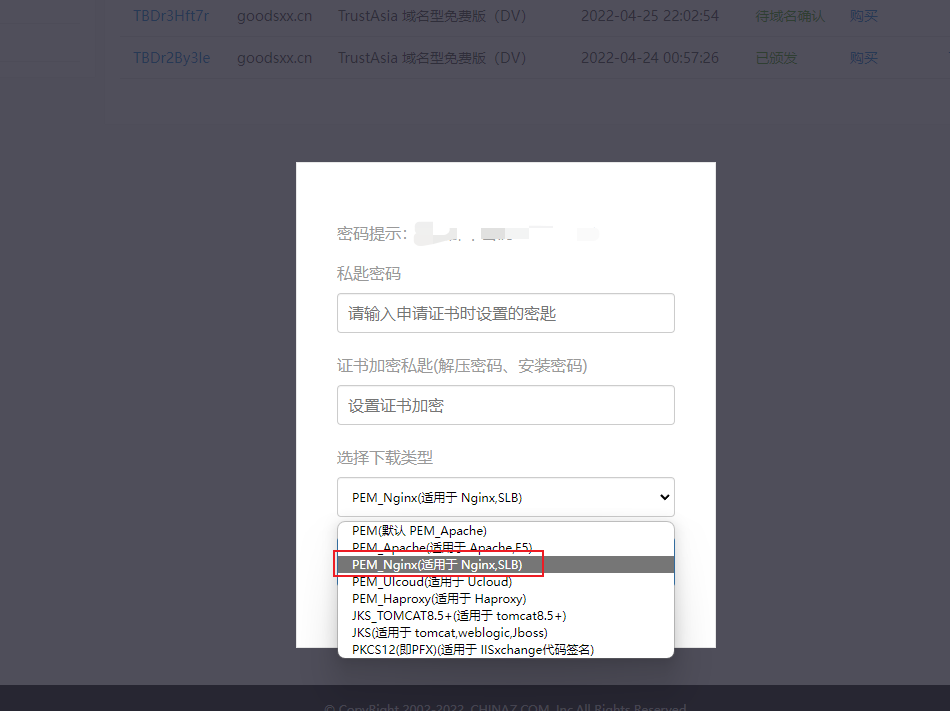 TBDr3Hft7r goodsxx.cn TrustAsia 域名型免费版（DV） 2022-04-25 22:02:54 待域名确认 购买
TBDr2By3Ie goodsxx.cn TrustAsia 域名型免费版（DV） 2022-04-24 00:57:26 已颁发 购买
密码提示：
私匙密码
请输入申请证书时设置的密匙
证书加密私匙(解压密码、安装密码)
设置证书加密
选择下载类型
PEM_Nginx(适用于 Nginx,SLB)
PEM(默认 PEM_Apache)
PEM_Apache(适用于 Apache,F5)
PEM_Nginx(适用于 Nginx,SLB)
PEM_Ulcoud(适用于 Ucloud)
PEM_Haproxy(适用于 Haproxy)
JKS_TOMCAT8.5+(适用于 tomcat8.5+)
JKS(适用于 tomcat,weblogic,Jboss)
PKCS12(即PFX)(适用于 IISxchange代码签名)
© CopyRight 2002-2022, CHINAZ.COM, Inc.All Rights Reserved.